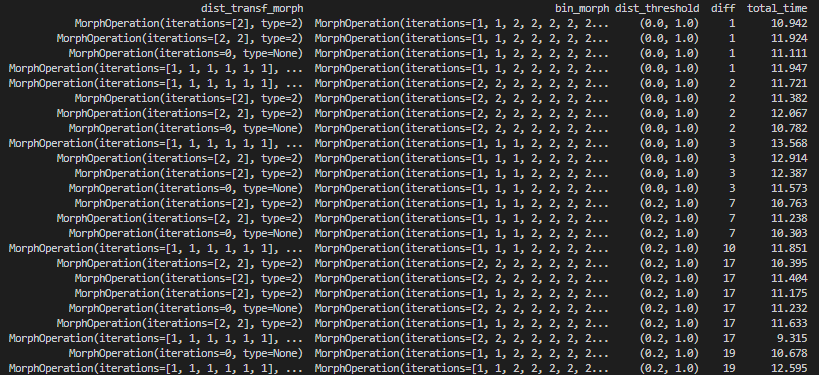 dist_transf_morph bin_morph dist_threshold diff total_time
MorphOperation(iterations=[2], type=2) MorphOperation(iterations=[1, 1, 2, 2, 2, 2, 2... (0.0, 1.0) 1 10.942
MorphOperation(iterations=[2, 2], type=2) MorphOperation(iterations=[1, 1, 2, 2, 2, 2, 2... (0.0, 1.0) 1 11.924
MorphOperation(iterations=0, type=None) MorphOperation(iterations=[1, 1, 2, 2, 2, 2, 2... (0.0, 1.0) 1 11.111
MorphOperation(iterations=[1, 1, 1, 1, 1, 1], ... MorphOperation(iterations=[1, 1, 2, 2, 2, 2, 2... (0.0, 1.0) 1 11.947
MorphOperation(iterations=[1, 1, 1, 1, 1, 1], ... MorphOperation(iterations=[2, 2, 2, 2, 2, 2, 2... (0.0, 1.0) 2 11.721
MorphOperation(iterations=[2], type=2) MorphOperation(iterations=[2, 2, 2, 2, 2, 2, 2... (0.0, 1.0) 2 11.382
MorphOperation(iterations=[2, 2], type=2) MorphOperation(iterations=[2, 2, 2, 2, 2, 2, 2... (0.0, 1.0) 2 12.067
MorphOperation(iterations=0, type=None) MorphOperation(iterations=[2, 2, 2, 2, 2, 2, 2... (0.0, 1.0) 2 10.782
MorphOperation(iterations=[1, 1, 1, 1, 1, 1], ... MorphOperation(iterations=[1, 1, 1, 2, 2, 2, 2... (0.0, 1.0) 3 13.568
MorphOperation(iterations=[2, 2], type=2) MorphOperation(iterations=[1, 1, 1, 2, 2, 2, 2... (0.0, 1.0) 3 12.914
MorphOperation(iterations=[2], type=2) MorphOperation(iterations=[1, 1, 1, 2, 2, 2, 2... (0.0, 1.0) 3 12.387
MorphOperation(iterations=0, type=None) MorphOperation(iterations=[1, 1, 1, 2, 2, 2, 2... (0.0, 1.0) 3 11.573
MorphOperation(iterations=[2], type=2) MorphOperation(iterations=[1, 1, 1, 2, 2, 2, 2... (0.2, 1.0) 7 10.763
MorphOperation(iterations=[2, 2], type=2) MorphOperation(iterations=[1, 1, 1, 2, 2, 2, 2... (0.2, 1.0) 7 11.238
MorphOperation(iterations=0, type=None) MorphOperation(iterations=[1, 1, 1, 2, 2, 2, 2... (0.2, 1.0) 7 10.303
MorphOperation(iterations=[1, 1, 1, 1, 1, 1], ... MorphOperation(iterations=[1, 1, 1, 2, 2, 2, 2... (0.2, 1.0) 10 11.851
MorphOperation(iterations=[2, 2], type=2) MorphOperation(iterations=[2, 2, 2, 2, 2, 2, 2... (0.2, 1.0) 17 10.395
MorphOperation(iterations=[2], type=2) MorphOperation(iterations=[2, 2, 2, 2, 2, 2, 2... (0.2, 1.0) 17 11.404
MorphOperation(iterations=[2], type=2) MorphOperation(iterations=[1, 1, 2, 2, 2, 2, 2... (0.2, 1.0) 17 11.175
MorphOperation(iterations=0, type=None) MorphOperation(iterations=[2, 2, 2, 2, 2, 2, 2... (0.2, 1.0) 17 11.232
MorphOperation(iterations=[2, 2], type=2) MorphOperation(iterations=[1, 1, 2, 2, 2, 2, 2... (0.2, 1.0) 17 11.633
MorphOperation(iterations=[1, 1, 1, 1, 1, 1], ... MorphOperation(iterations=[2, 2, 2, 2, 2, 2, 2... (0.2, 1.0) 17 9.315
MorphOperation(iterations=0, type=None) MorphOperation(iterations=[1, 1, 2, 2, 2, 2, 2... (0.2, 1.0) 19 10.678
MorphOperation(iterations=[1, 1, 1, 1, 1, 1], ... MorphOperation(iterations=[1, 1, 2, 2, 2, 2, 2... (0.2, 1.0) 19 12.595